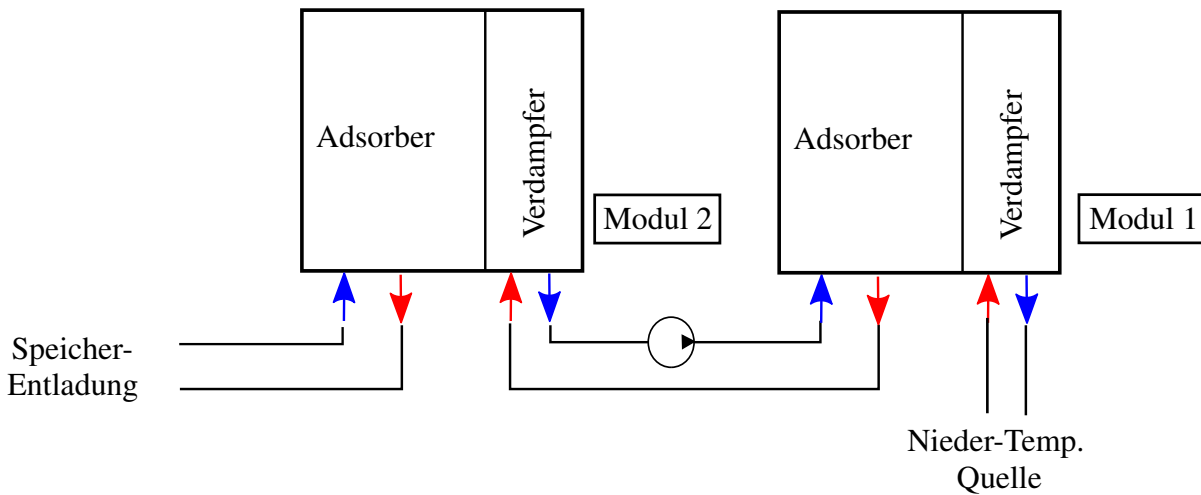 Adsorber
Verdampfer
Modul 2
Adsorber
Verdampfer
Modul 1
Speicher-
Entladung
Nieder-Temp.
Quelle